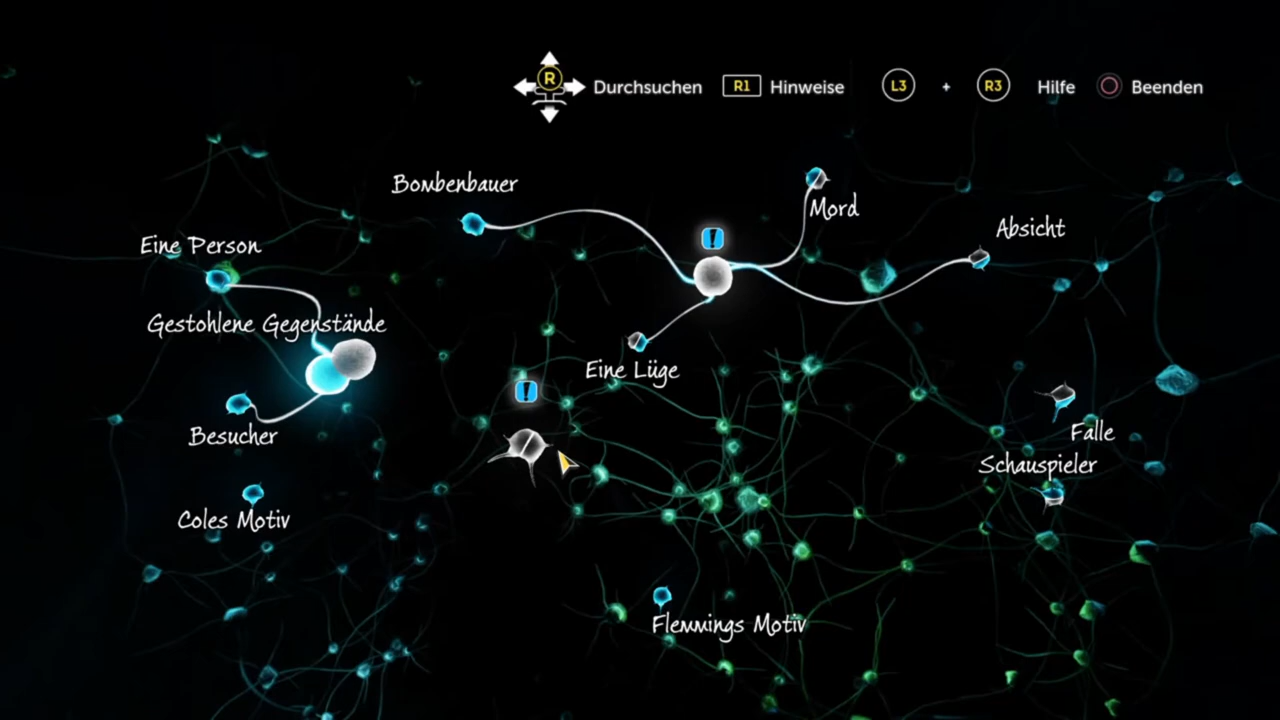 R Durchsuchen R1 Hinweise L3 + R3 Hilfe Beenden
Bombenbauer
Mord
Absicht
Eine Person
Gestohlene Gegenstände
Eine Lüge
Besucher
Falle
Schauspieler
Coles Motiv
Flemmings Motiv